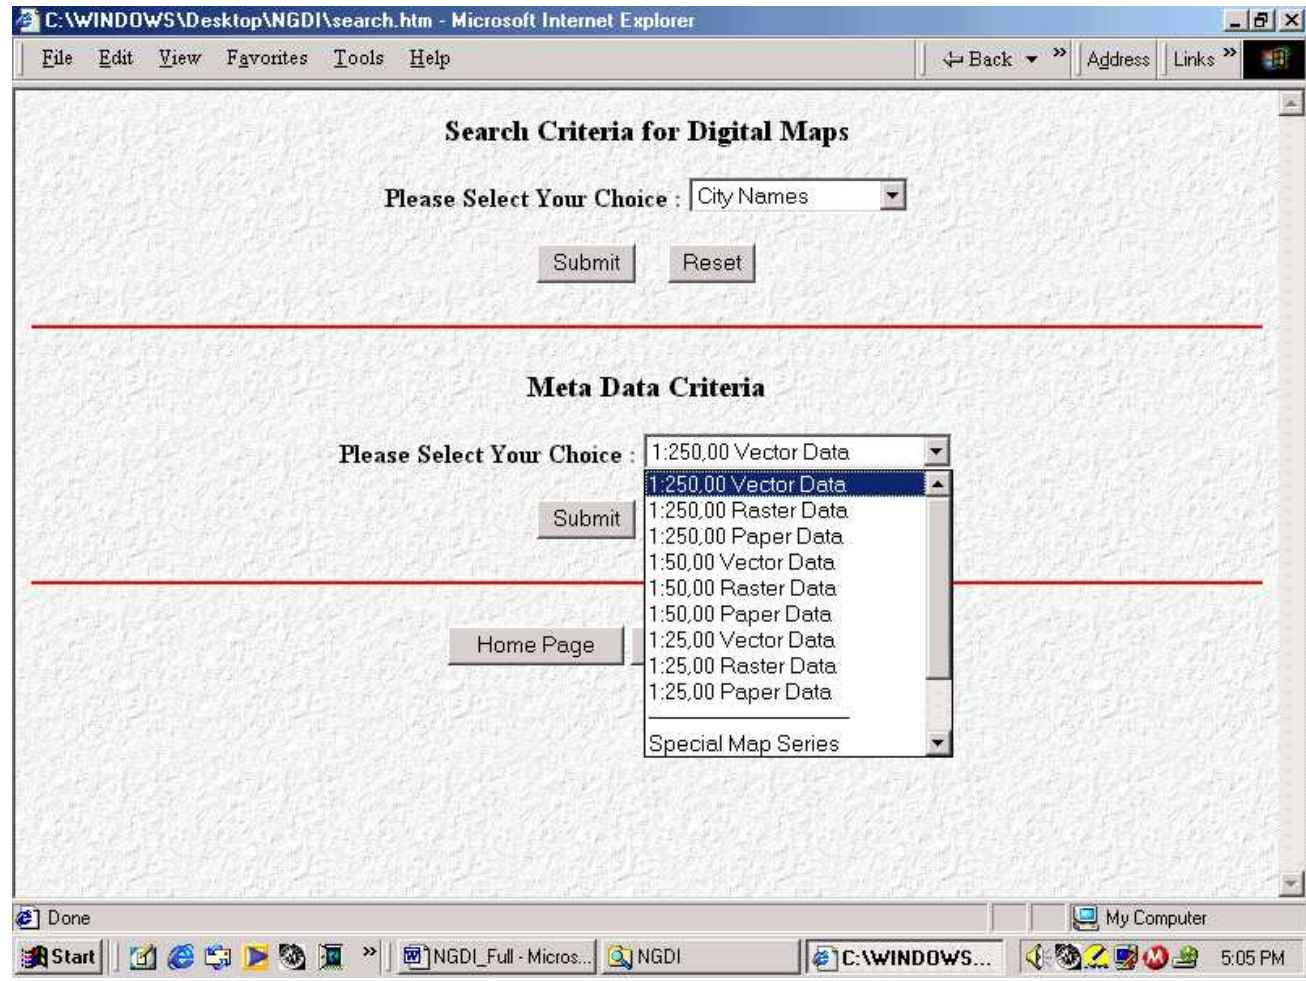 C:\WINDOWS\Desktop\NGDI\search.htm - Microsoft Internet Explorer
File Edit View Favorites Tools Help Back » Address Links »
Search Criteria for Digital Maps
Please Select Your Choice : City Names
Submit Reset
Meta Data Criteria
Please Select Your Choice : 1:250,00 Vector Data
1:250,00 Vector Data
1:250,00 Raster Data
Submit
1:250,00 Paper Data
1:50,00 Vector Data
1:50,00 Raster Data
1:50,00 Paper Data
Home Page
1:25,00 Vector Data
1:25,00 Raster Data
1:25,00 Paper Data
Special Map Series
Done My Computer
Start » NGDI_Full - Micros... NGDI C:\WINDOWS... 5:05 PM